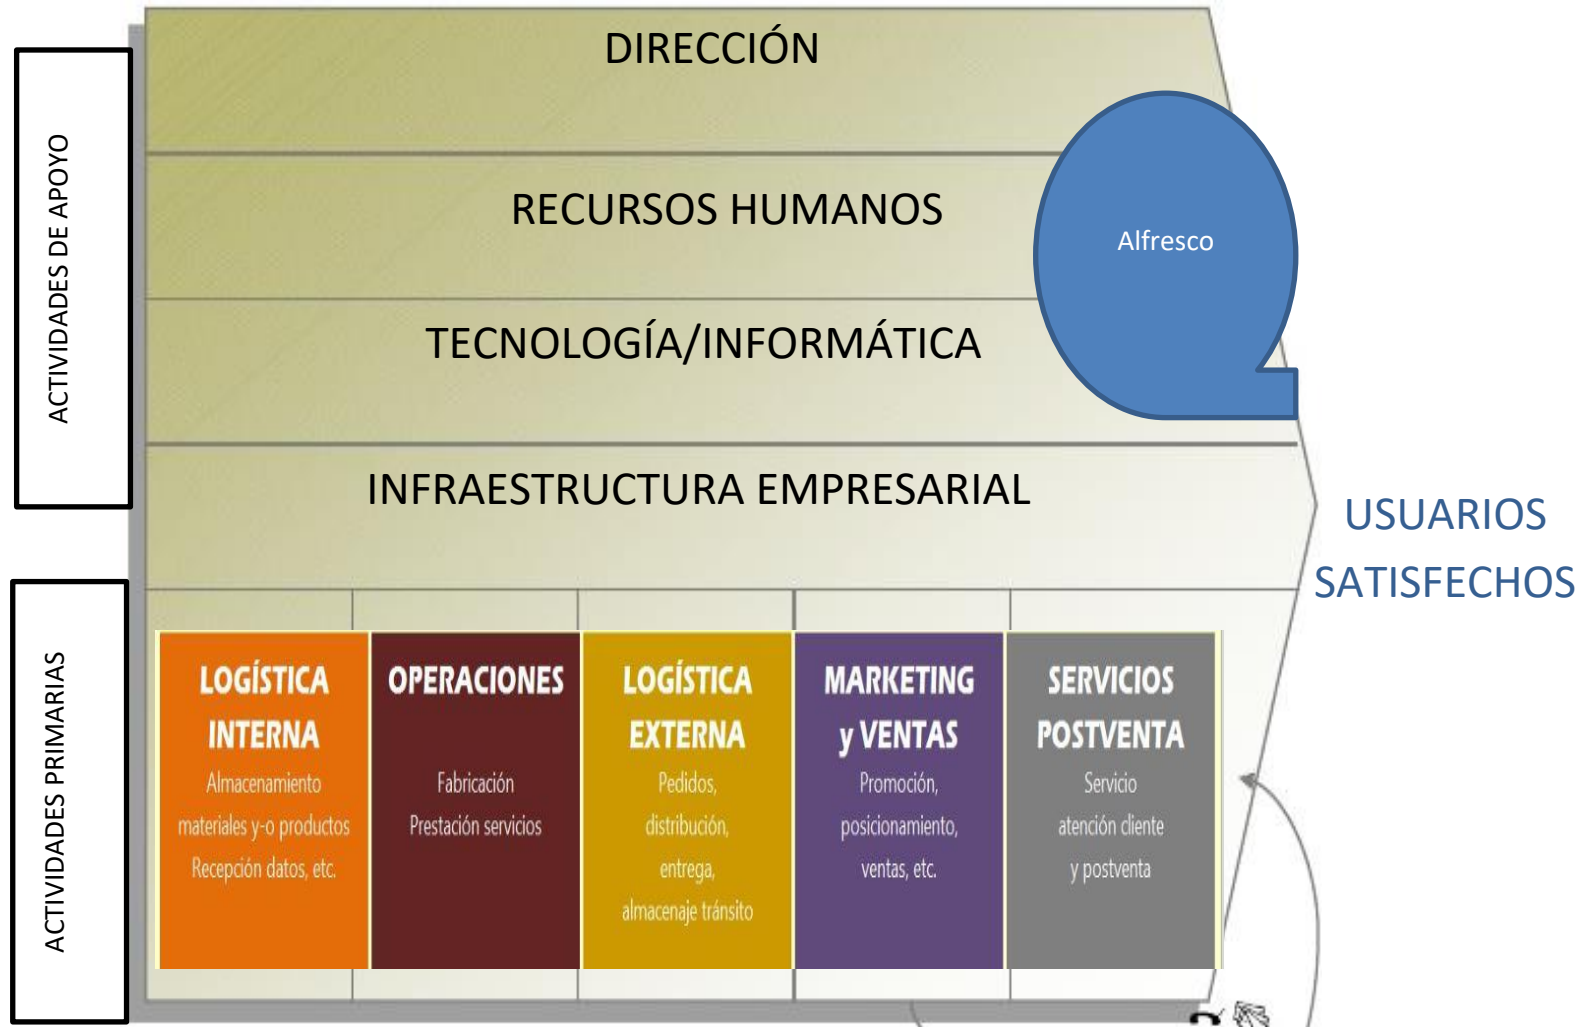 DIRECCIÓN
RECURSOS HUMANOS
Alfresco
TECNOLOGÍA/INFORMÁTICA
INFRAESTRUCTURA EMPRESARIAL
ACTIVIDADES DE APOYO
USUARIOS
SATISFECHOS
ACTIVIDADES PRIMARIAS
LOGÍSTICA
INTERNA
Almacenamiento
materiales y-o productos
Recepción datos, etc.
OPERACIONES
Fabricación
Prestación servicios
LOGÍSTICA
EXTERNA
Pedidos,
distribución,
entrega,
almacenaje tránsito
MARKETING
y VENTAS
Promoción,
posicionamiento,
ventas, etc.
SERVICIOS
POSTVENTA
Servicio
atención cliente
y postventa